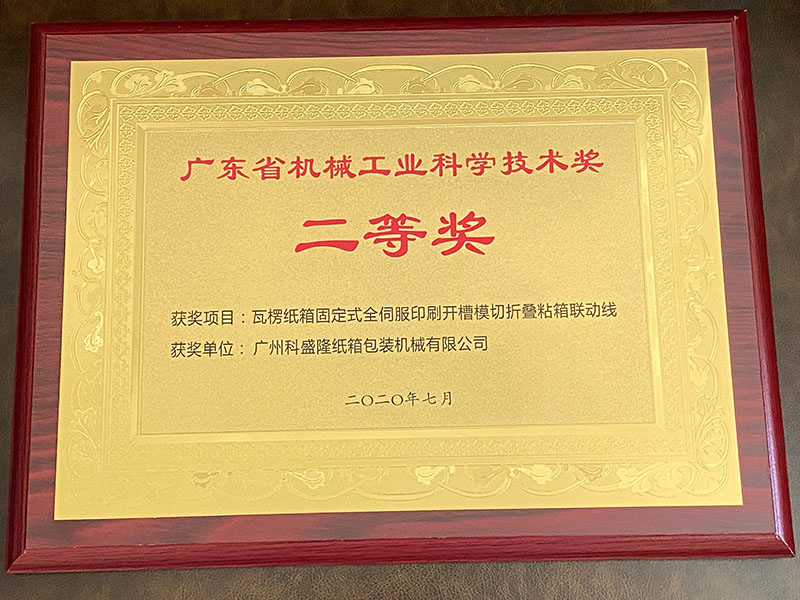 广东省机械工业科学技术奖
二等奖
获奖项目：瓦楞纸箱固定式全伺服印刷开槽模切折叠粘箱联动线
获奖单位：广州科盛隆纸箱包装机械有限公司
二〇二〇年七月